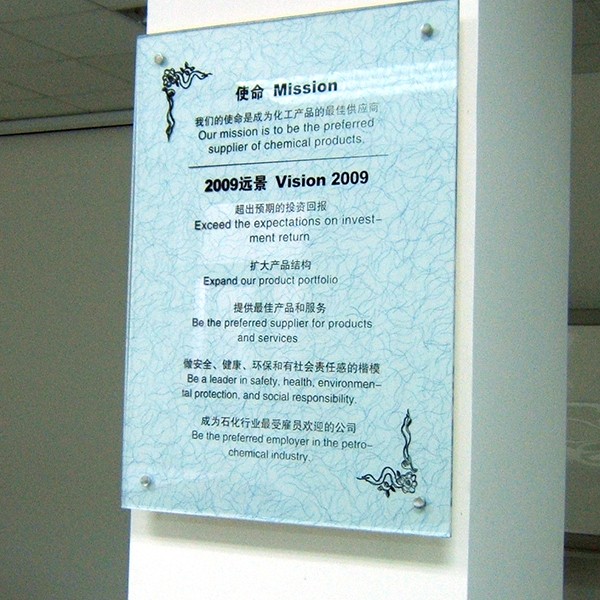 使命 Mission
我们的使命是成为化工产品的最佳供应商
Our mission is to be the preferred
supplier of chemical products.
2009远景 Vision 2009
超出预期的投资回报
Exceed the expectations on invest-
ment return
扩大产品结构
Expand our product portfolio
提供最佳产品和服务
Be the preferred supplier for products
and services
做安全、健康、环保和有社会责任感的楷模
Be a leader in safety, health, environmen-
tal protection, and social responsibility.
成为石化行业最受雇员欢迎的公司
Be the preferred employer in the petro-
chemical industry.